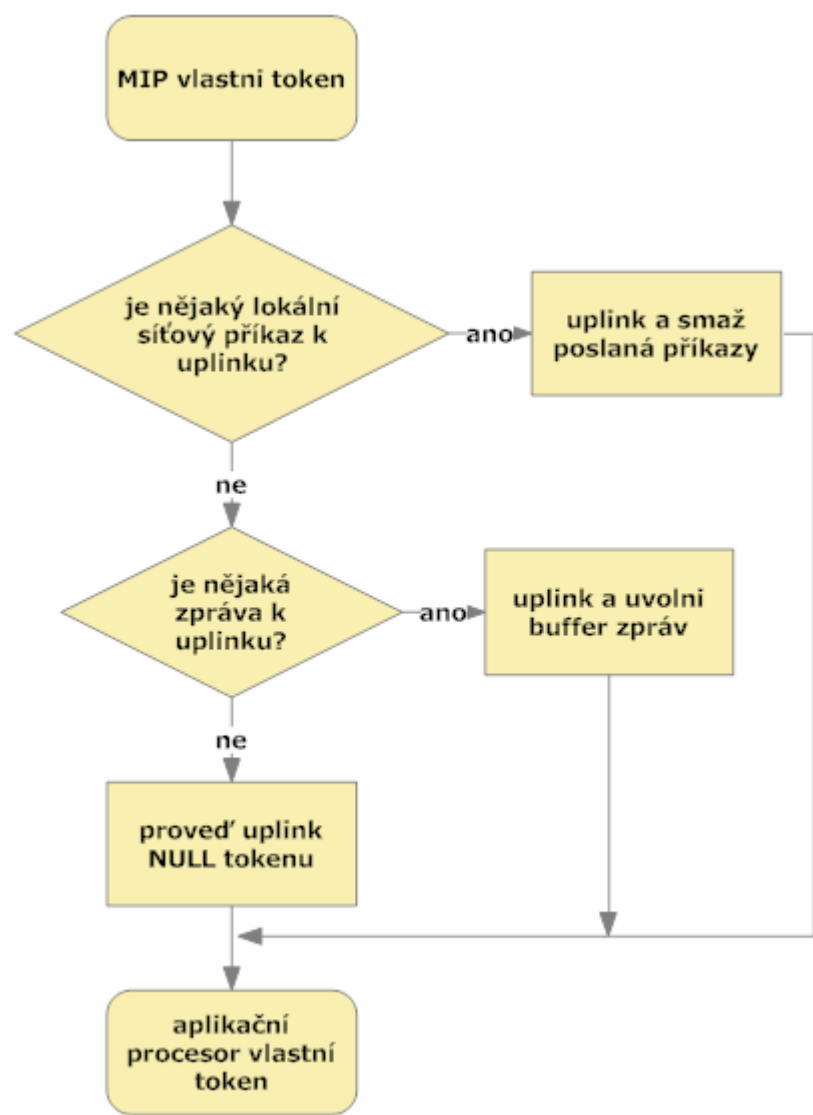 MIP vlastní token
je nějaký lokální
síťový příkaz k
uplinku?
ano
uplink a smaž
poslaná příkazy
ne
je nějaká
zpráva k
uplinku?
ano
uplink a uvolni
buffer zpráv
ne
proveď uplink
NULL tokenu
aplikační
procesor vlastní
token